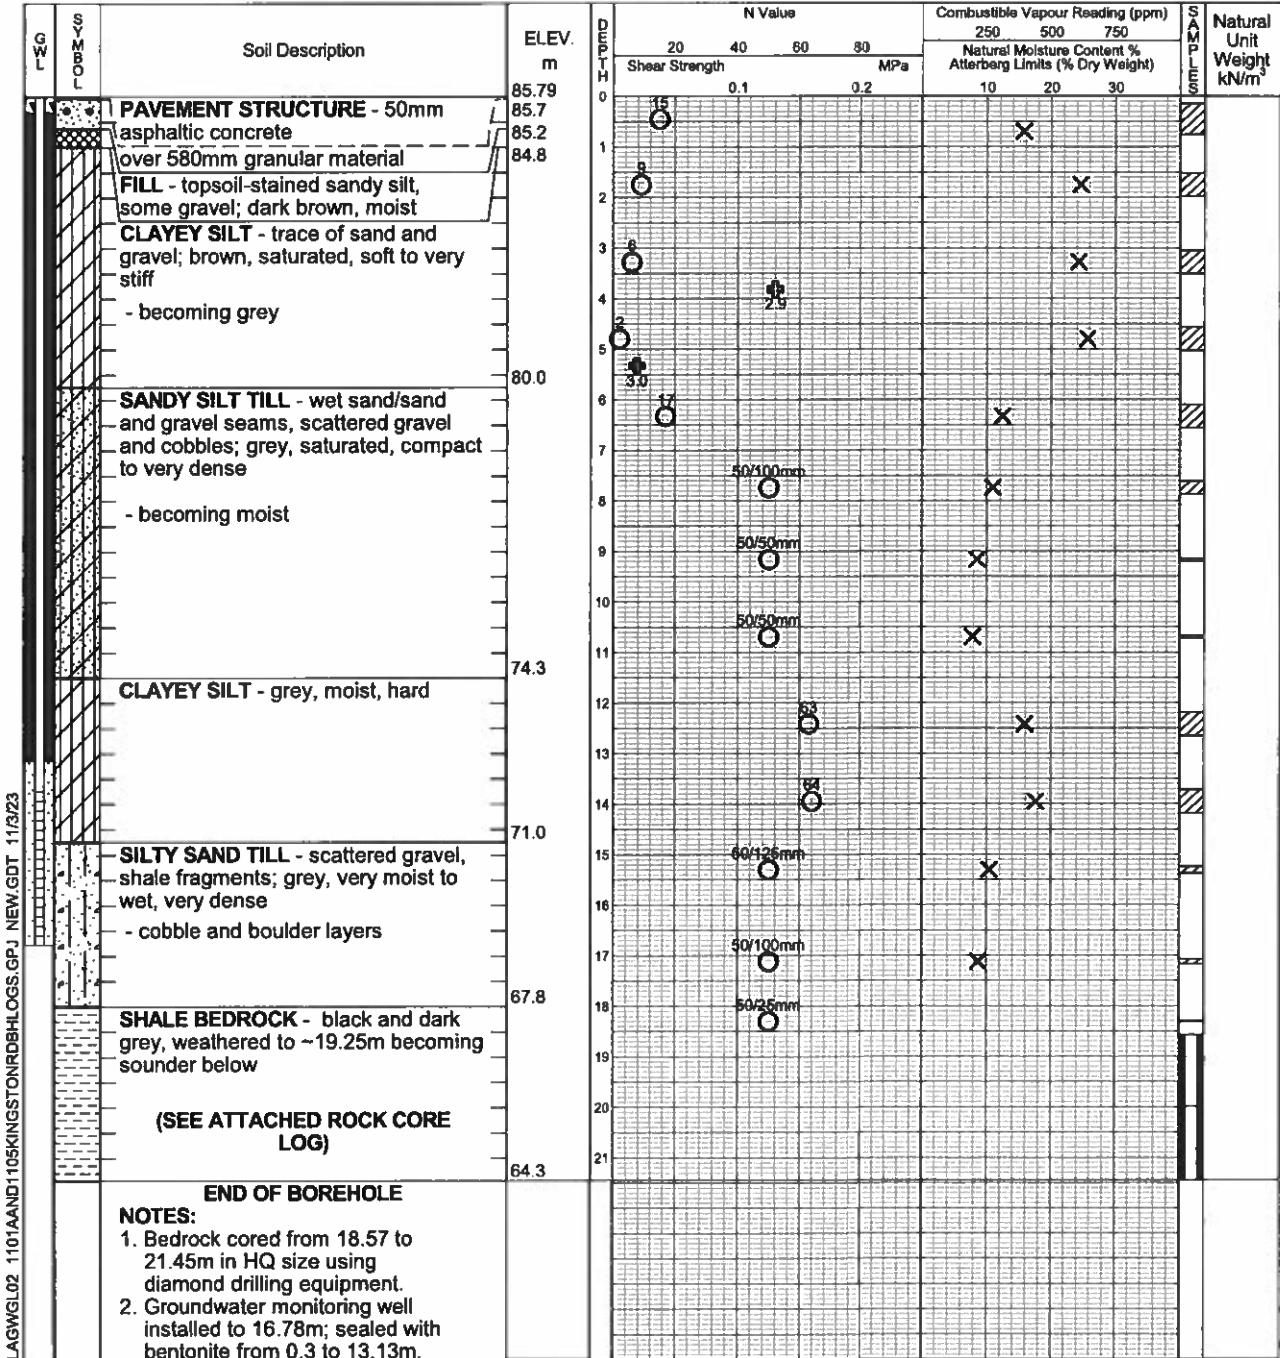 GWL
SYMBOL
Soil Description
ELEV.
m
85.79
DEPTH
N Value
20 40 60 80
Shear Strength MPa
0.1 0.2
Combustible Vapour Reading (ppm)
250 500 750
Natural Moisture Content %
Atterberg Limits (% Dry Weight)
10 20 30
SAMPLES
Natural
Unit
Weight
kN/m³
PAVEMENT STRUCTURE - 50mm
asphaltic concrete
over 580mm granular material
85.7
85.2
84.8
FILL - topsoil-stained sandy silt,
some gravel; dark brown, moist
CLAYEY SILT - trace of sand and
gravel; brown, saturated, soft to very
stiff
- becoming grey
80.0
SANDY SILT TILL - wet sand/sand
and gravel seams, scattered gravel
and cobbles; grey, saturated, compact
to very dense
- becoming moist
74.3
CLAYEY SILT - grey, moist, hard
71.0
SILTY SAND TILL - scattered gravel,
shale fragments; grey, very moist to
wet, very dense
- cobble and boulder layers
67.8
SHALE BEDROCK - black and dark
grey, weathered to ~19.25m becoming
sounder below
(SEE ATTACHED ROCK CORE
LOG)
64.3
END OF BOREHOLE
NOTES:
1. Bedrock cored from 18.57 to
21.45m in HQ size using
diamond drilling equipment.
2. Groundwater monitoring well
installed to 16.78m; sealed with
bentonite from 0.3 to 13.13m.
0
1
2
3
4
5
6
7
8
9
10
11
12
13
14
15
16
17
18
19
20
21
15
9
6
2.9
2
3.0
17
50/100mm
50/50mm
50/50mm
63
64
50/125mm
50/100mm
50/25mm
LAGWGL02 1101AAND1105KINGSTONRDBHLOGS.GPJ NEW.GDT 11/3/23